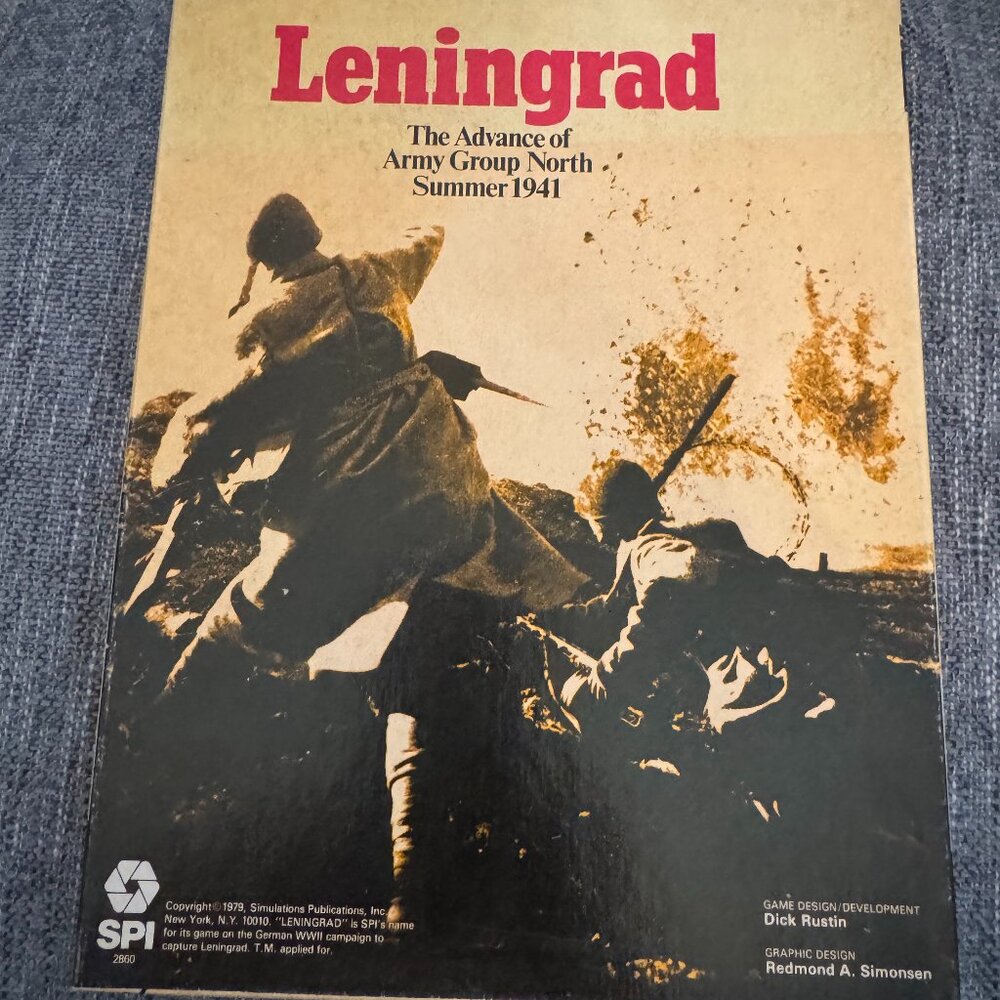 Leningrad
The Advance of
Army Group North
Summer 1941
SPI
2860
Copyright © 1979, Simulations Publications, Inc.
New York, N.Y. 10010. "LENINGRAD" is SPI's name
for its game on the German WWII campaign to
capture Leningrad. T.M. applied for.
GAME DESIGN/DEVELOPMENT
Dick Rustin
GRAPHIC DESIGN
Redmond A. Simonsen